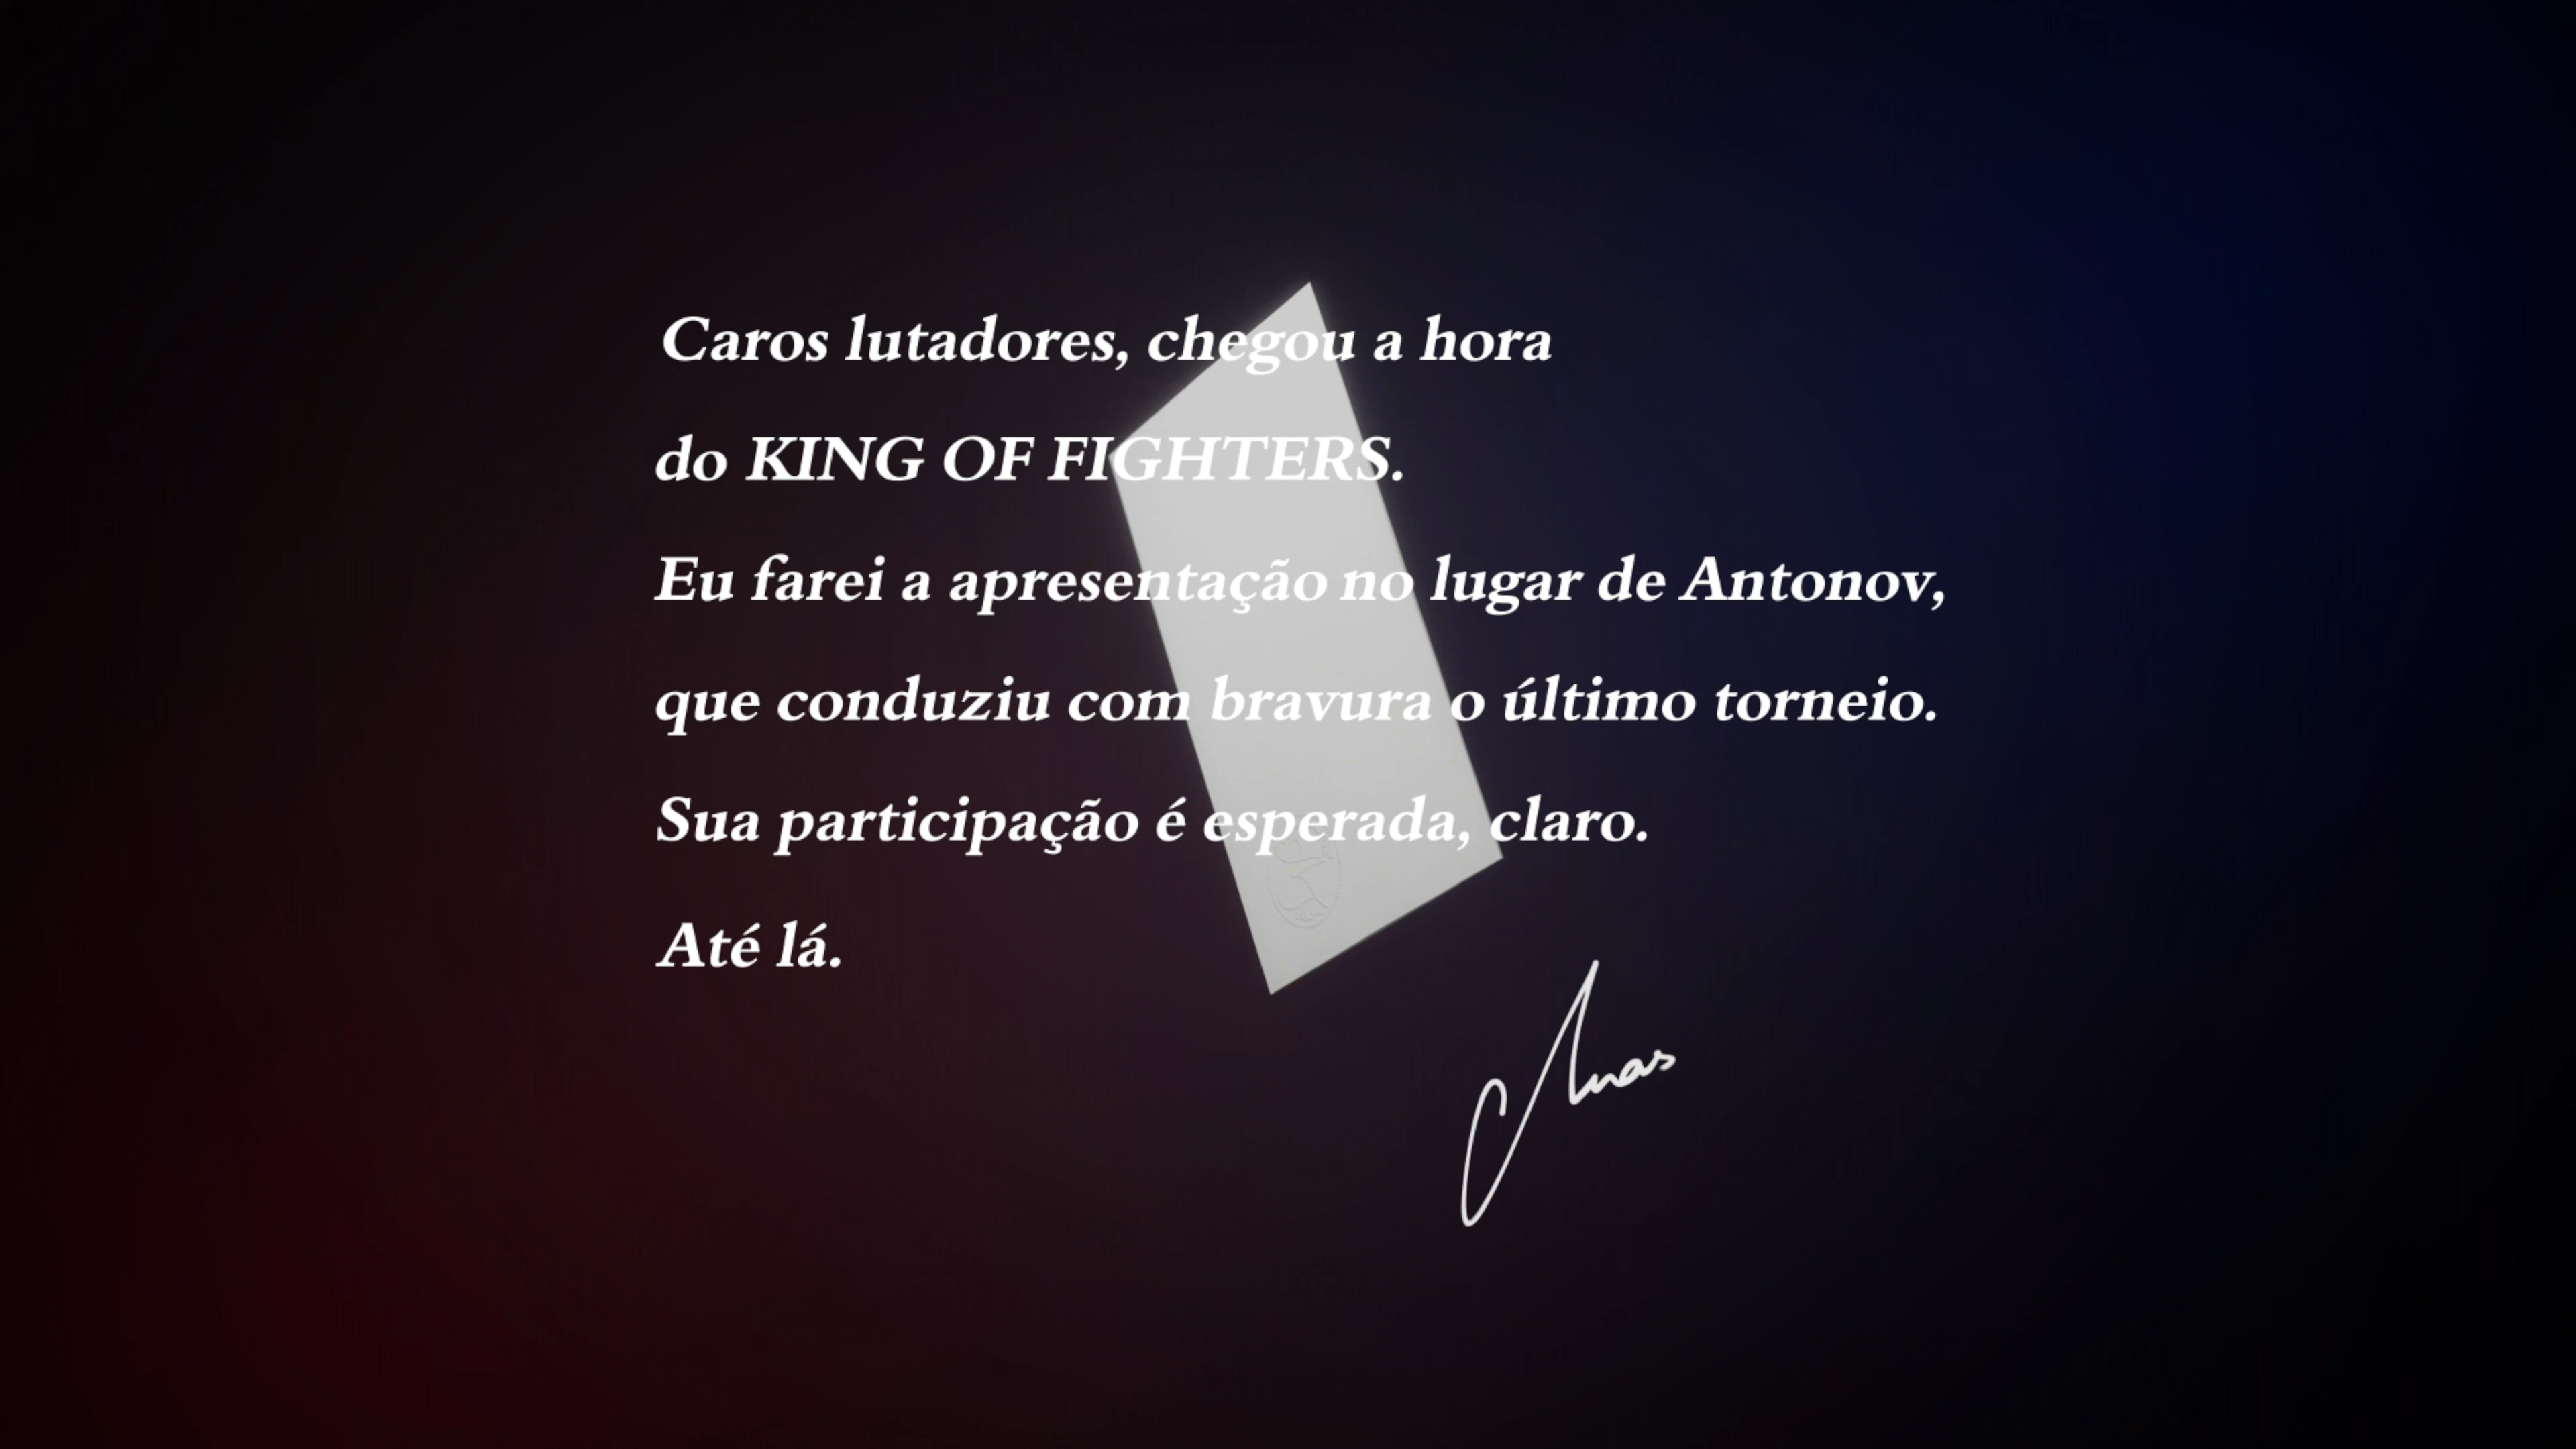 Caros lutadores, chegou a hora
do KING OF FIGHTERS.
Eu farei a apresentação no lugar de Antonov,
que conduziu com bravura o último torneio.
Sua participação é esperada, claro.
Até lá.